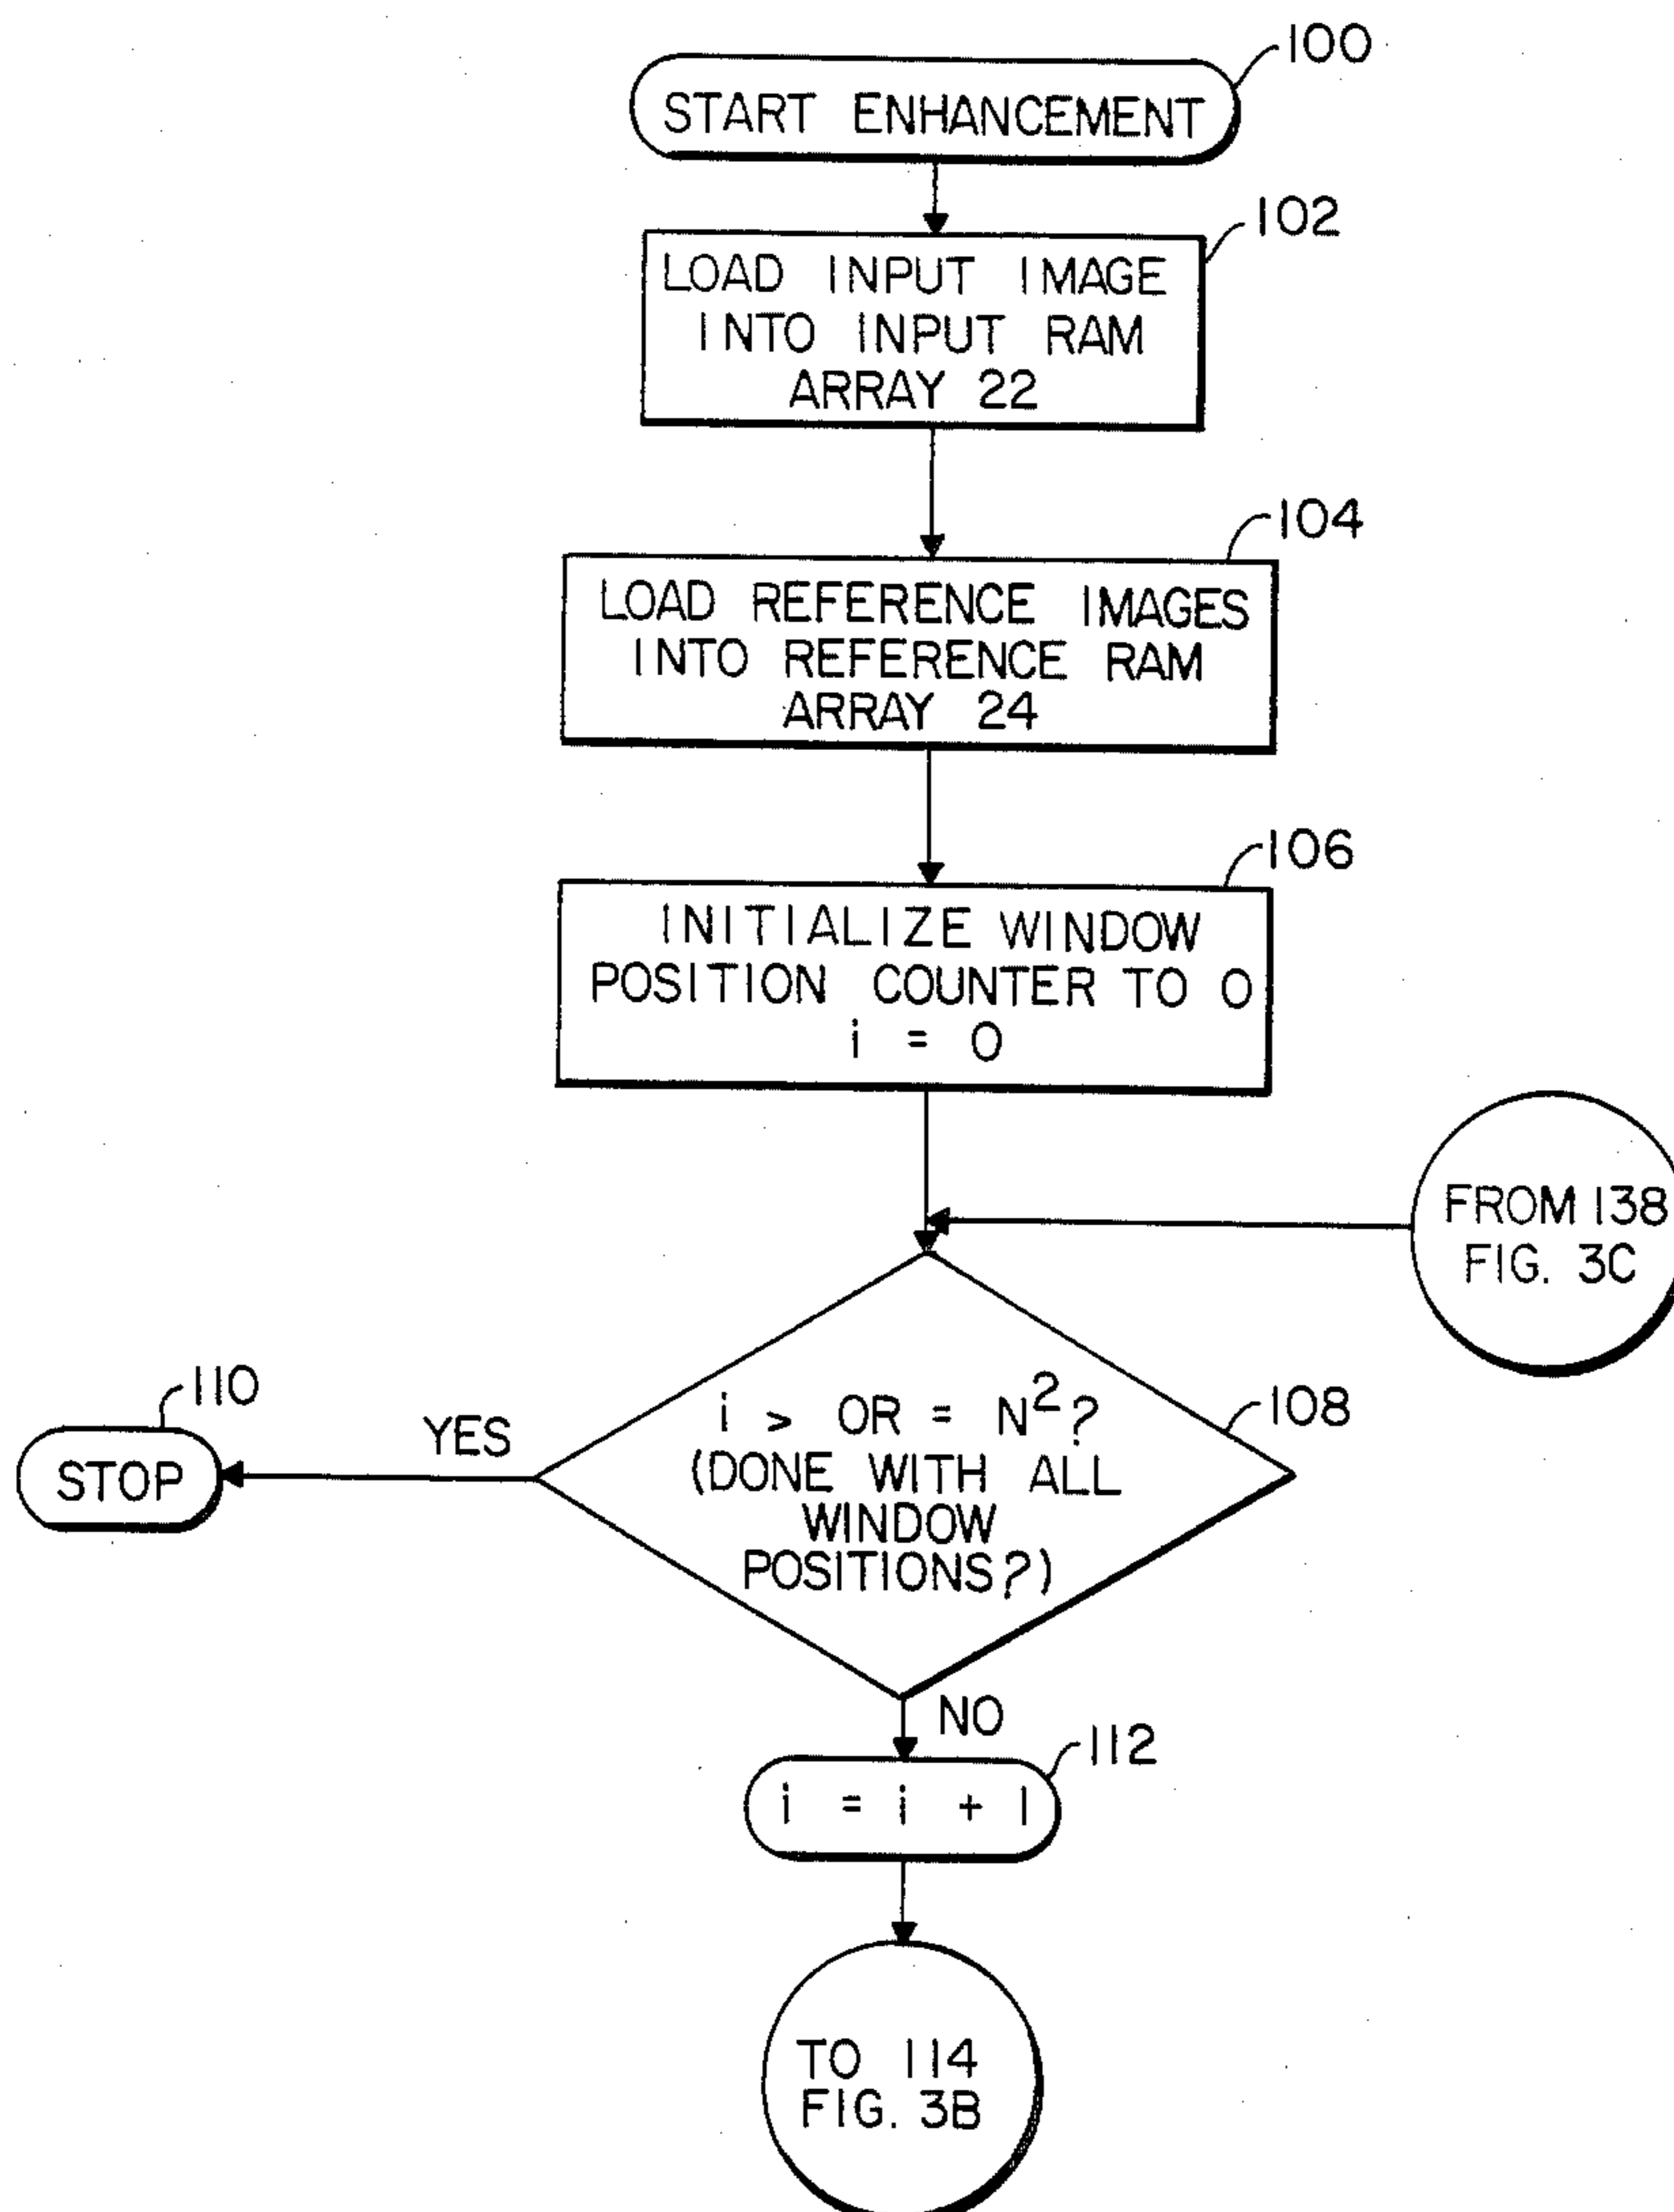 100
START ENHANCEMENT
102
LOAD INPUT IMAGE
INTO INPUT RAM
ARRAY 22
104
LOAD REFERENCE IMAGES
INTO REFERENCE RAM
ARRAY 24
106
INITIALIZE WINDOW
POSITION COUNTER TO 0
i = 0
FROM 138
FIG. 3C
108
i > OR = N²?
(DONE WITH ALL
WINDOW
POSITIONS?)
YES
110
STOP
NO
112
i = i + 1
TO 114
FIG. 3B